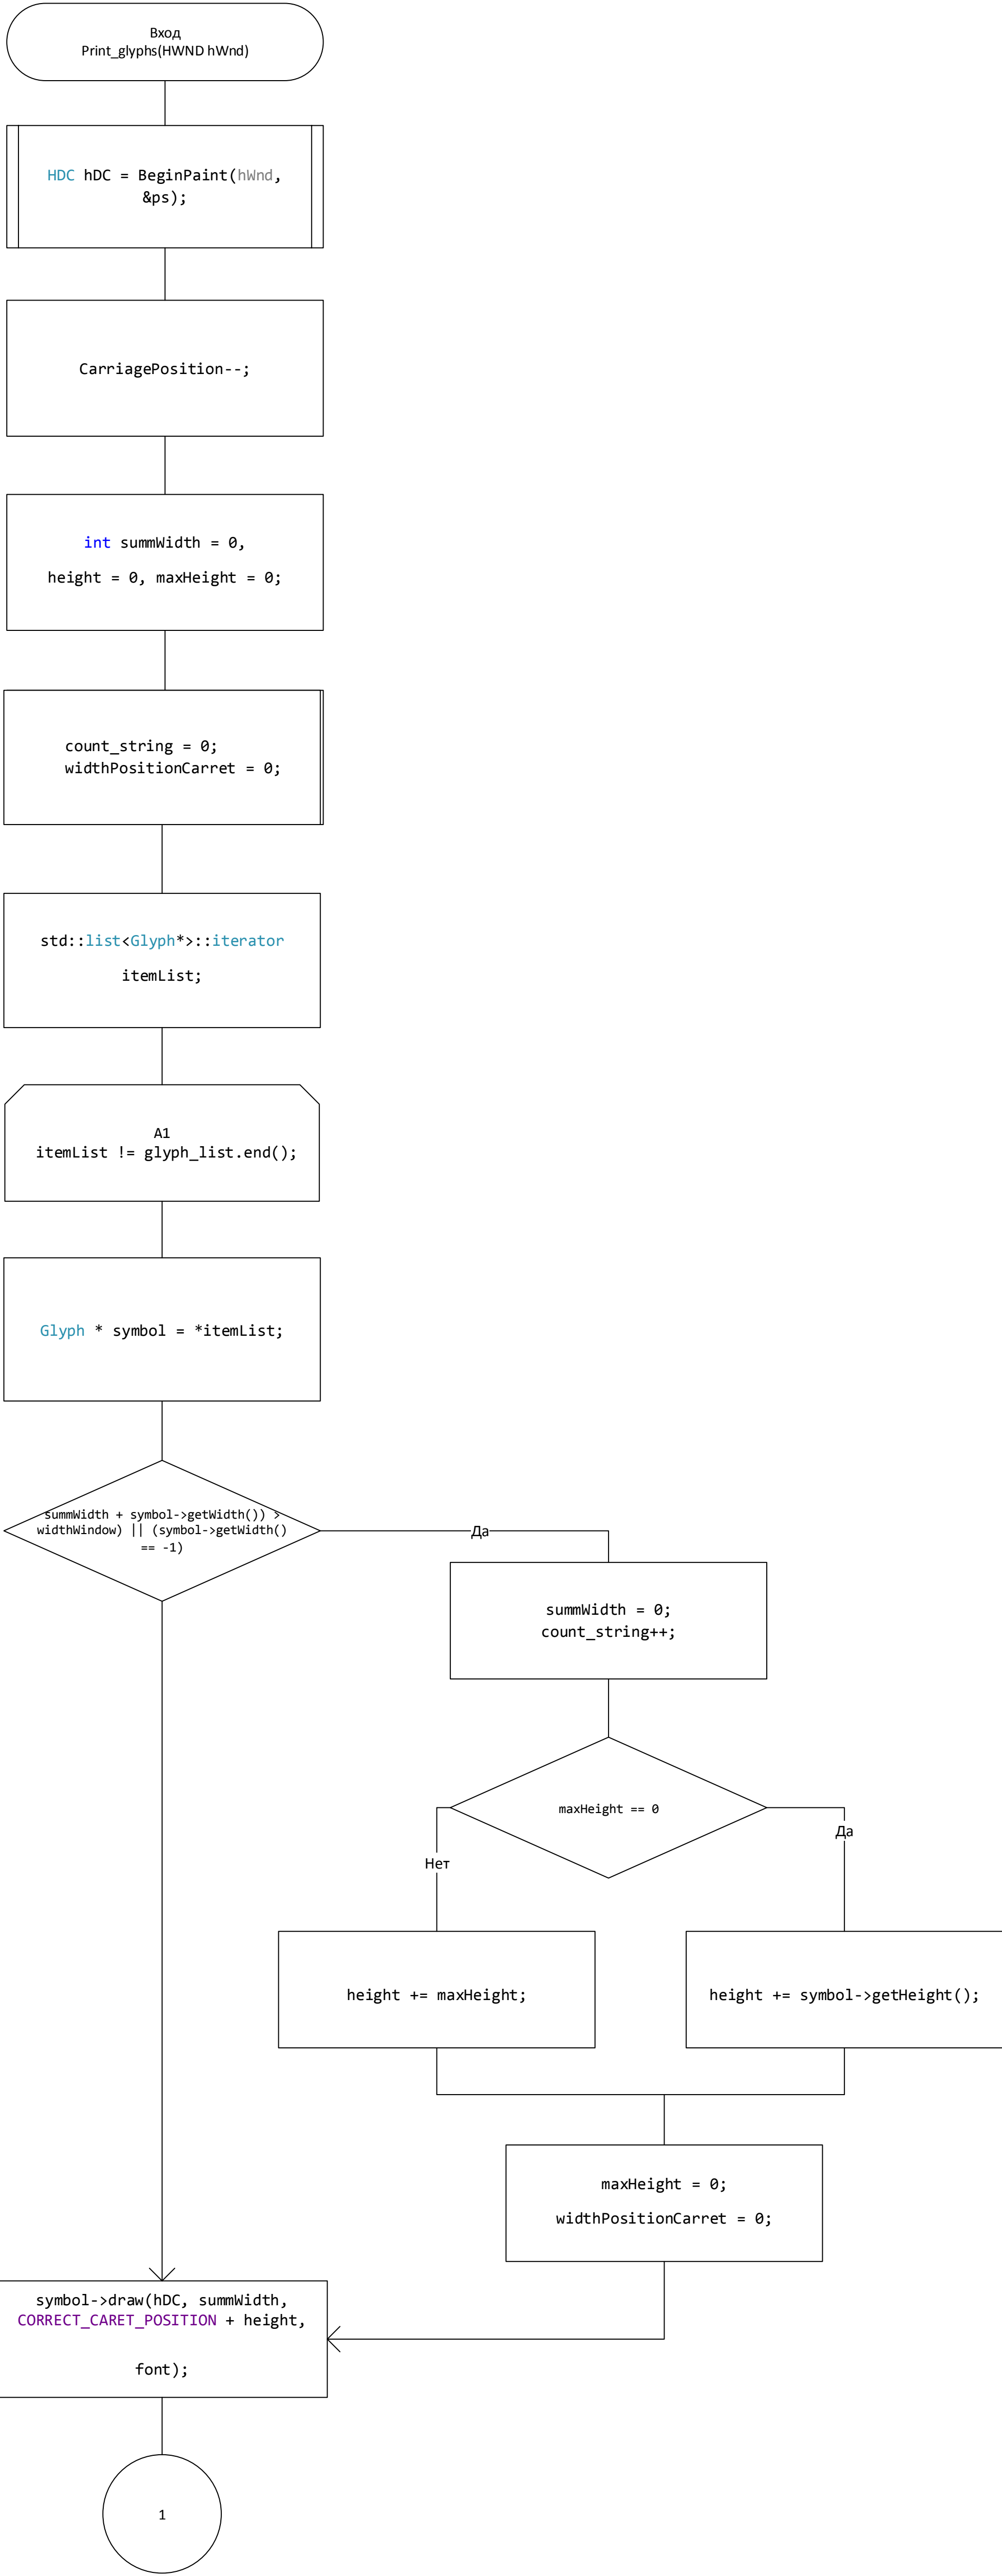 Вход
Print_glyphs(HWND hWnd)
HDC hDC = BeginPaint(hWnd,
&ps);
CarriagePosition--;
int summWidth = 0,
height = 0, maxHeight = 0;
count_string = 0;
widthPositionCarret = 0;
std::list<Glyph*>::iterator
itemList;
A1
itemList != glyph_list.end();
Glyph * symbol = *itemList;
summWidth + symbol->getWidth()) >
widthWindow) || (symbol->getWidth()
== -1)
Да
summWidth = 0;
count_string++;
maxHeight == 0
Да
Нет
height += maxHeight;
height += symbol->getHeight();
maxHeight = 0;
widthPositionCarret = 0;
symbol->draw(hDC, summWidth,
CORRECT_CARET_POSITION + height,
font);
1